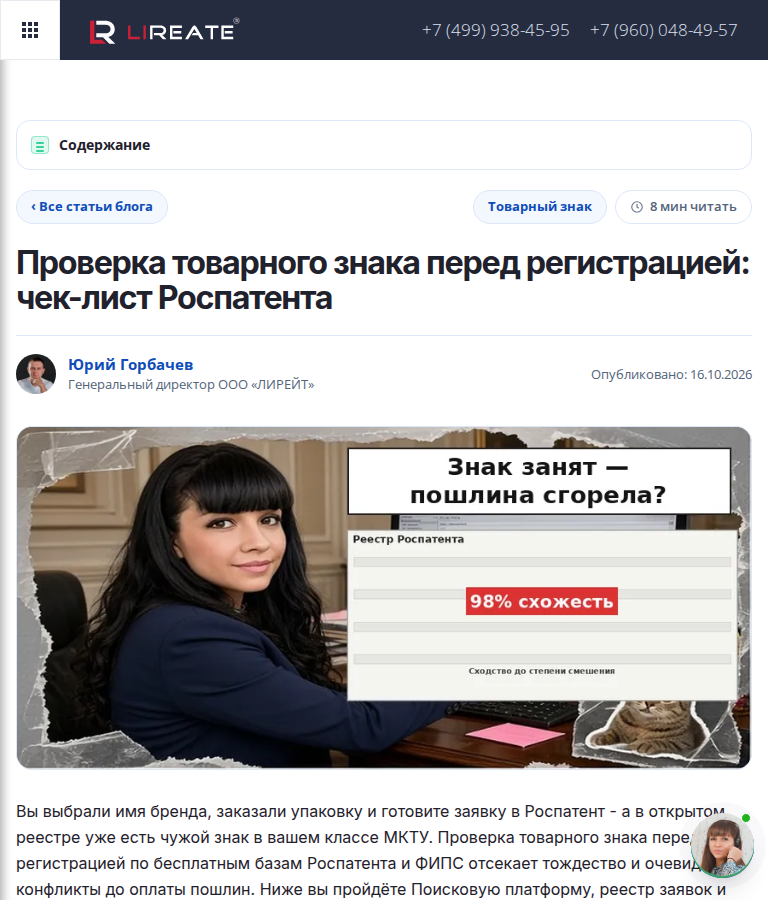 LIREATE®
+7 (499) 938-45-95 +7 (960) 048-49-57
Содержание
‹ Все статьи блога
Товарный знак
8 мин читать
Проверка товарного знака перед регистрацией:
чек-лист Роспатента
Юрий Горбачев
Генеральный директор ООО «ЛИРЕЙТ»
Опубликовано: 16.10.2026
Знак занят —
пошлина сгорела?
Реестр Роспатента
98% схожесть
Сходство до степени смешения
Вы выбрали имя бренда, заказали упаковку и готовите заявку в Роспатент - а в открытом
реестре уже есть чужой знак в вашем классе МКТУ. Проверка товарного знака перед
регистрацией по бесплатным базам Роспатента и ФИПС отсекает тождество и
конфликты до оплаты пошлин. Ниже вы пройдёте Поисковую платформу, реестр заявок и